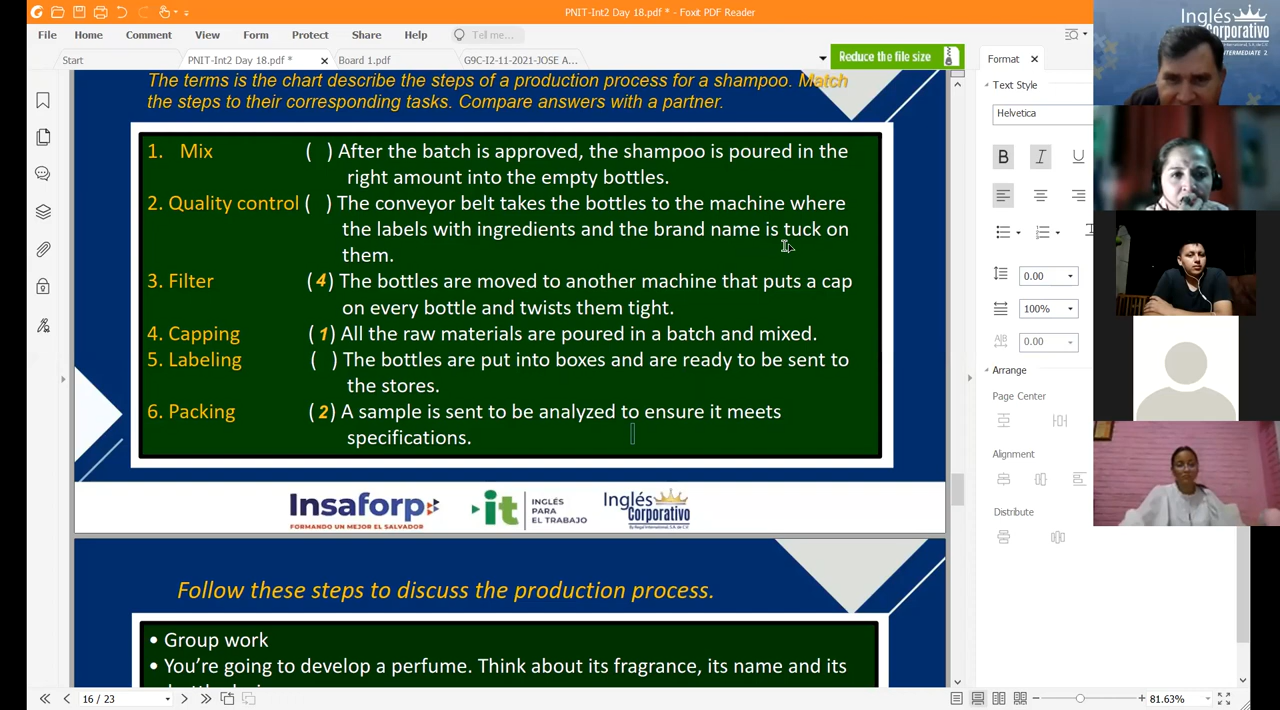 PNIT-Int2 Day 18.pdf * - Foxit PDF Reader
File Home Comment View Form Protect Share Help Tell me...
Start
PNIT-Int2 Day 18.pdf *
Board 1.pdf
G9C-I2-11-2021-JOSE A...
Reduce the file size
Inglés
Corporativo
INTERMEDIATE 2
The terms is the chart describe the steps of a production process for a shampoo. Match
the steps to their corresponding tasks. Compare answers with a partner.
1. Mix ( ) After the batch is approved, the shampoo is poured in the
right amount into the empty bottles.
2. Quality control ( ) The conveyor belt takes the bottles to the machine where
the labels with ingredients and the brand name is tuck on
them.
3. Filter (4) The bottles are moved to another machine that puts a cap
on every bottle and twists them tight.
4. Capping (1) All the raw materials are poured in a batch and mixed.
5. Labeling ( ) The bottles are put into boxes and are ready to be sent to
the stores.
6. Packing (2) A sample is sent to be analyzed to ensure it meets
specifications.
Insaforp
FORMANDO UN MEJOR EL SALVADOR
it
INGLÉS
PARA
EL TRABAJO
Inglés
Corporativo
Follow these steps to discuss the production process.
• Group work
• You're going to develop a perfume. Think about its fragrance, its name and its
16 / 23
81.63%
Format
Text Style
Helvetica
B I U
0.00
100%
0.00
Arrange
Page Center
Alignment
Distribute